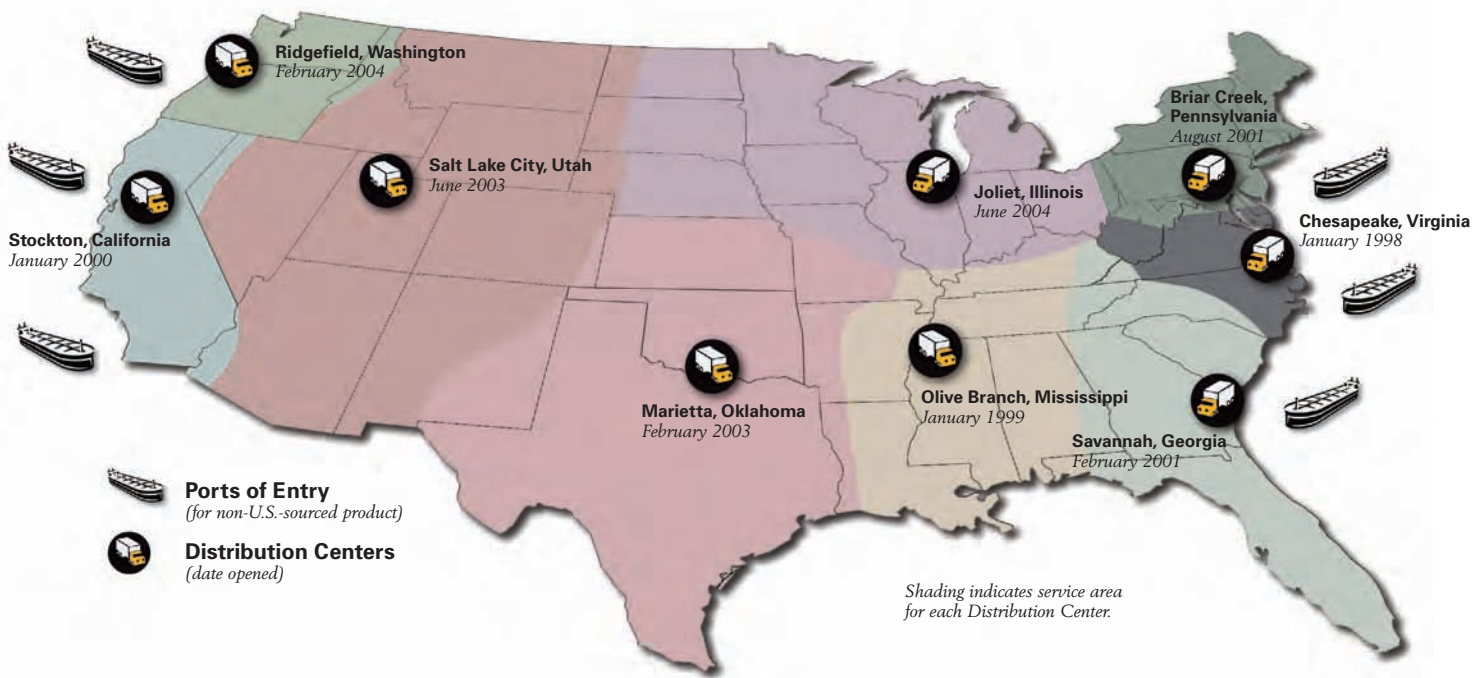 Ridgefield, Washington
February 2004
Briar Creek,
Pennsylvania
August 2001
Salt Lake City, Utah
June 2003
Joliet, Illinois
June 2004
Chesapeake, Virginia
January 1998
Stockton, California
January 2000
Marietta, Oklahoma
February 2003
Olive Branch, Mississippi
January 1999
Savannah, Georgia
February 2001
Ports of Entry
(for non-U.S.-sourced product)
Distribution Centers
(date opened)
Shading indicates service area
for each Distribution Center.